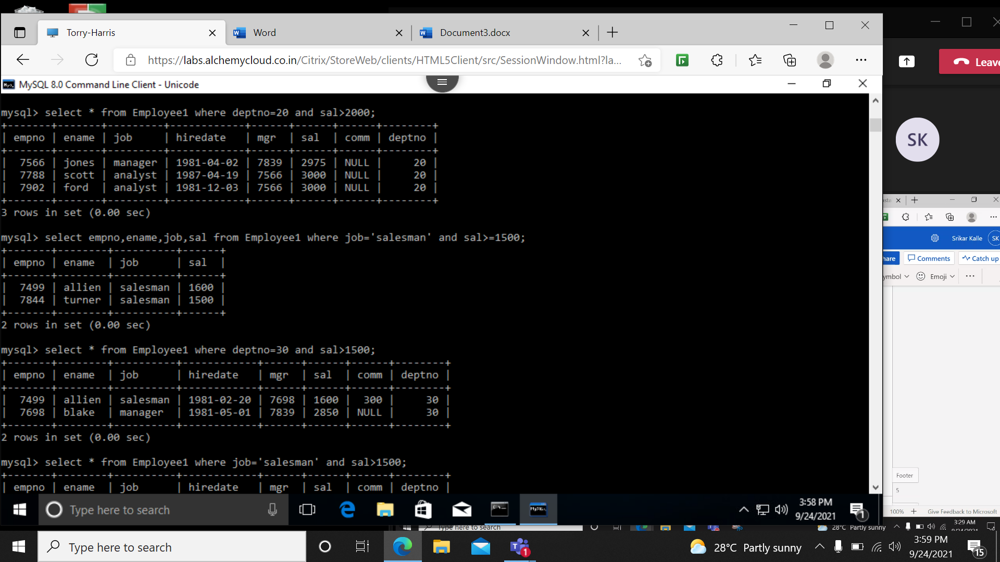 Torry-Harris
Word
Document3.docx
https://labs.alchemycloud.co.in/Citrix/StoreWeb/clients/HTML5Client/src/SessionWindow.html?la...
Leave
MySQL 8.0 Command Line Client - Unicode
mysql> select * from Employee1 where deptno=20 and sal>2000;
+-------+-------+---------+------------+------+------+------+--------+
| empno | ename | job     | hiredate   | mgr  | sal  | comm | deptno |
+-------+-------+---------+------------+------+------+------+--------+
|  7566 | jones | manager | 1981-04-02 | 7839 | 2975 | NULL |     20 |
|  7788 | scott | analyst | 1987-04-19 | 7566 | 3000 | NULL |     20 |
|  7902 | ford  | analyst | 1981-12-03 | 7566 | 3000 | NULL |     20 |
+-------+-------+---------+------------+------+------+------+--------+
3 rows in set (0.00 sec)
mysql> select empno,ename,job,sal from Employee1 where job='salesman' and sal>=1500;
+-------+--------+----------+------+
| empno | ename  | job      | sal  |
+-------+--------+----------+------+
|  7499 | allien | salesman | 1600 |
|  7844 | turner | salesman | 1500 |
+-------+--------+----------+------+
2 rows in set (0.00 sec)
mysql> select * from Employee1 where deptno=30 and sal>1500;
+-------+--------+----------+------------+------+------+------+--------+
| empno | ename  | job      | hiredate   | mgr  | sal  | comm | deptno |
+-------+--------+----------+------------+------+------+------+--------+
|  7499 | allien | salesman | 1981-02-20 | 7698 | 1600 |  300 |     30 |
|  7698 | blake  | manager  | 1981-05-01 | 7839 | 2850 | NULL |     30 |
+-------+--------+----------+------------+------+------+------+--------+
2 rows in set (0.00 sec)
mysql> select * from Employee1 where job='salesman' and sal>1500;
+-------+--------+----------+------------+------+------+------+--------+
| empno | ename  | job      | hiredate   | mgr  | sal  | comm | deptno |
SK
Srikar Kalle SK
hare Comments Catch up
ymbol Emoji
Footer
5
100% Give Feedback to Microsoft
Type here to search
3:58 PM
9/24/2021
1
Type here to search
28°C Partly sunny
3:29 AM
Type here to search
1
28°C Partly sunny
3:59 PM
9/24/2021
15